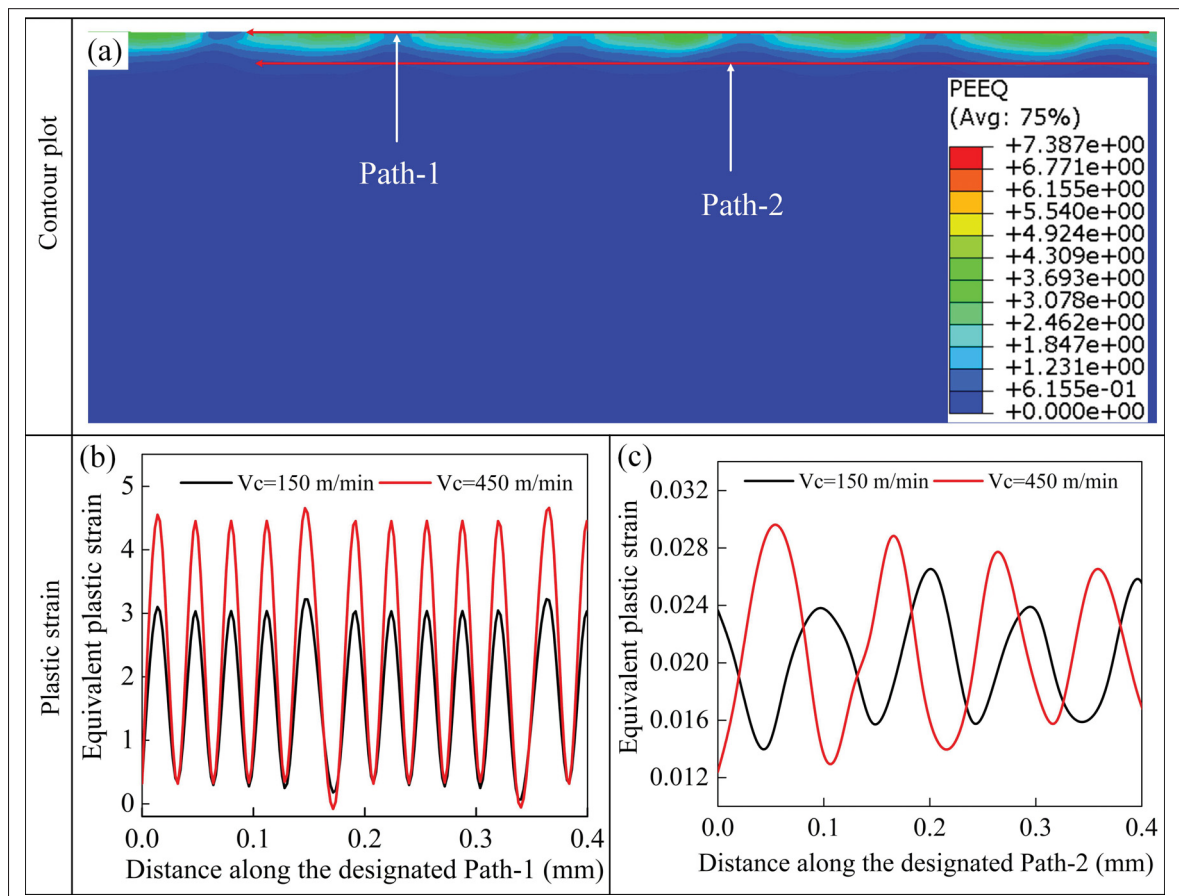 Contour plot
(a)
Path-1
Path-2
PEEQ
(Avg: 75%)
+7.387e+00
+6.771e+00
+6.155e+00
+5.540e+00
+4.924e+00
+4.309e+00
+3.693e+00
+3.078e+00
+2.462e+00
+1.847e+00
+1.231e+00
+6.155e-01
+0.000e+00
Plastic strain
(b)
Vc=150 m/min Vc=450 m/min
Equivalent plastic strain
5
4
3
2
1
0
0.0 0.1 0.2 0.3 0.4
Distance along the designated Path-1 (mm)
(c)
Vc=150 m/min Vc=450 m/min
Equivalent plastic strain
0.032
0.028
0.024
0.020
0.016
0.012
0.0 0.1 0.2 0.3 0.4
Distance along the designated Path-2 (mm)